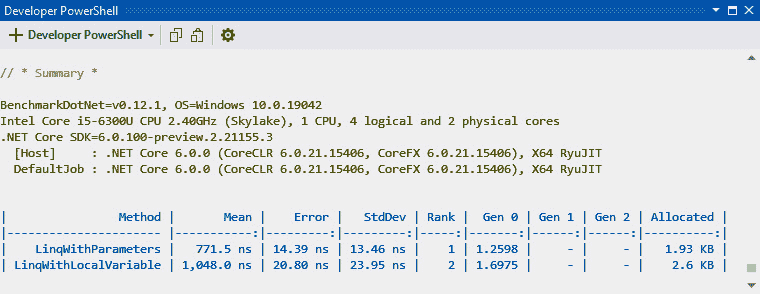 Developer PowerShell
Developer PowerShell
// * Summary *
BenchmarkDotNet=v0.12.1, OS=Windows 10.0.19042
Intel Core i5-6300U CPU 2.40GHz (Skylake), 1 CPU, 4 logical and 2 physical cores
.NET Core SDK=6.0.100-preview.2.21155.3
[Host]     : .NET Core 6.0.0 (CoreCLR 6.0.21.15406, CoreFX 6.0.21.15406), X64 RyuJIT
DefaultJob : .NET Core 6.0.0 (CoreCLR 6.0.21.15406, CoreFX 6.0.21.15406), X64 RyuJIT
|                Method |       Mean |    Error |   StdDev | Rank |  Gen 0 | Gen 1 | Gen 2 | Allocated |
|---------------------- |-----------:|---------:|---------:|-----:|-------:|------:|------:|----------:|
|    LinqWithParameters |   771.5 ns | 14.39 ns | 13.46 ns |    1 | 1.2598 |     - |     - |   1.93 KB |
| LinqWithLocalVariable | 1,048.0 ns | 20.80 ns | 23.95 ns |    2 | 1.6975 |     - |     - |    2.6 KB |